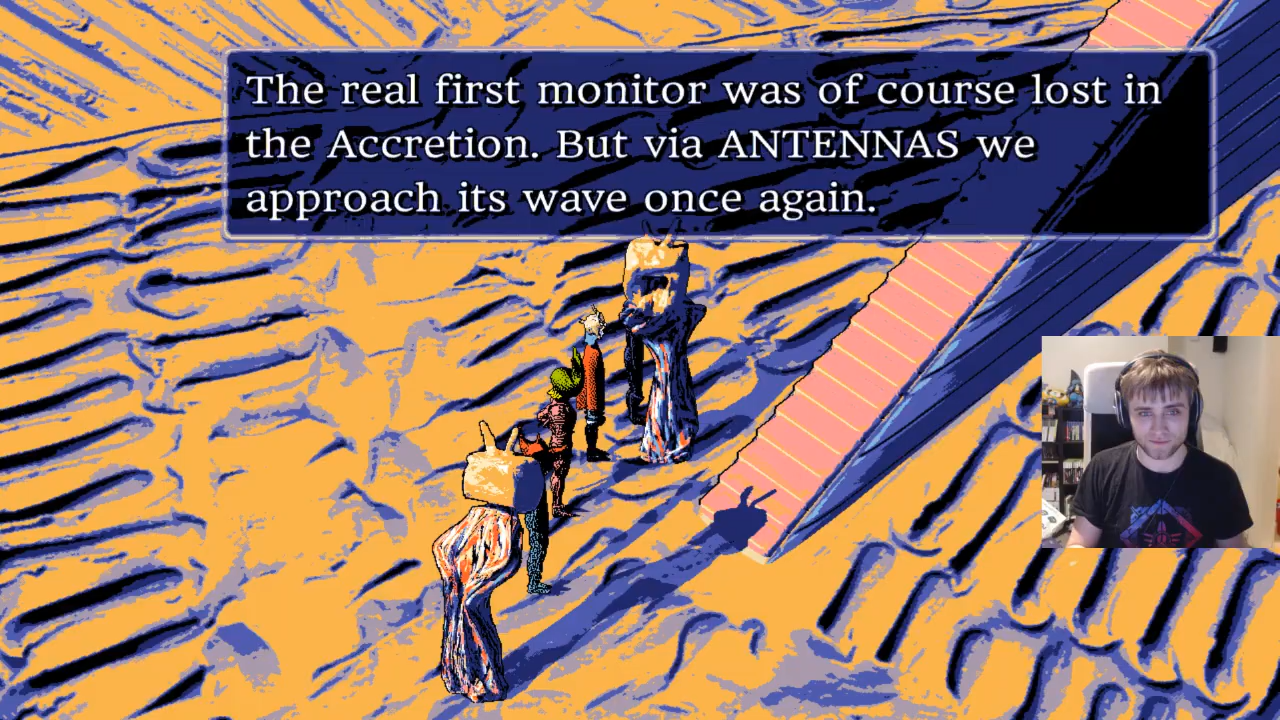 The real first monitor was of course lost in
the Accretion. But via ANTENNAS we
approach its wave once again.